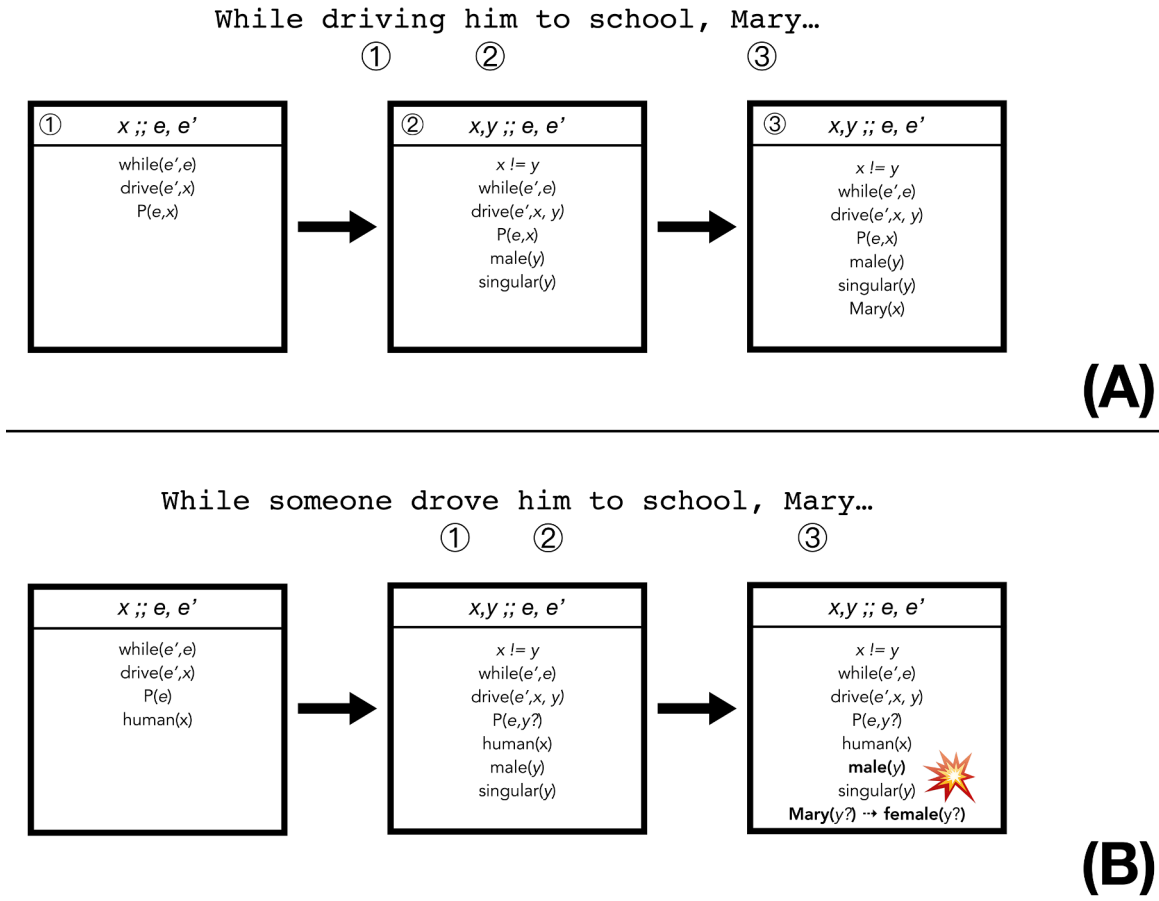 While driving him to school, Mary…
① ② ③
① x ;; e, e’
while(e’,e)
drive(e’,x)
P(e,x)
② x,y ;; e, e’
x != y
while(e’,e)
drive(e’,x, y)
P(e,x)
male(y)
singular(y)
③ x,y ;; e, e’
x != y
while(e’,e)
drive(e’,x, y)
P(e,x)
male(y)
singular(y)
Mary(x)
(A)
While someone drove him to school, Mary…
① ② ③
x ;; e, e’
while(e’,e)
drive(e’,x)
P(e)
human(x)
x,y ;; e, e’
x != y
while(e’,e)
drive(e’,x, y)
P(e,y?)
human(x)
male(y)
singular(y)
x,y ;; e, e’
x != y
while(e’,e)
drive(e’,x, y)
P(e,y?)
human(x)
male(y)
singular(y)
Mary(y?) ⇢ female(y?)
(B)